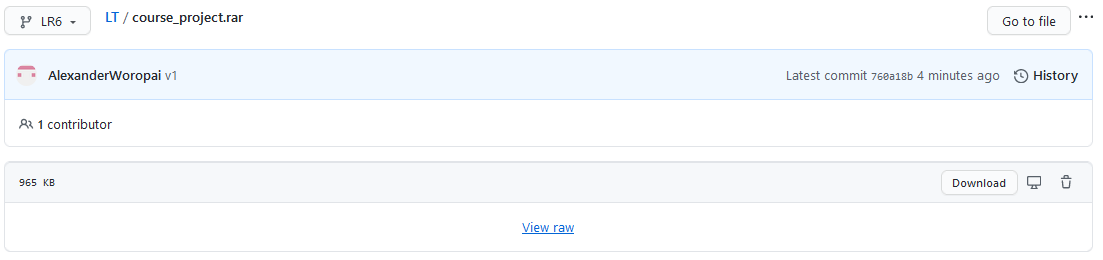 LR6 LT / course_project.rar Go to file ...
AlexanderWoropai v1 Latest commit 760a18b 4 minutes ago History
1 contributor
965 KB Download
View raw